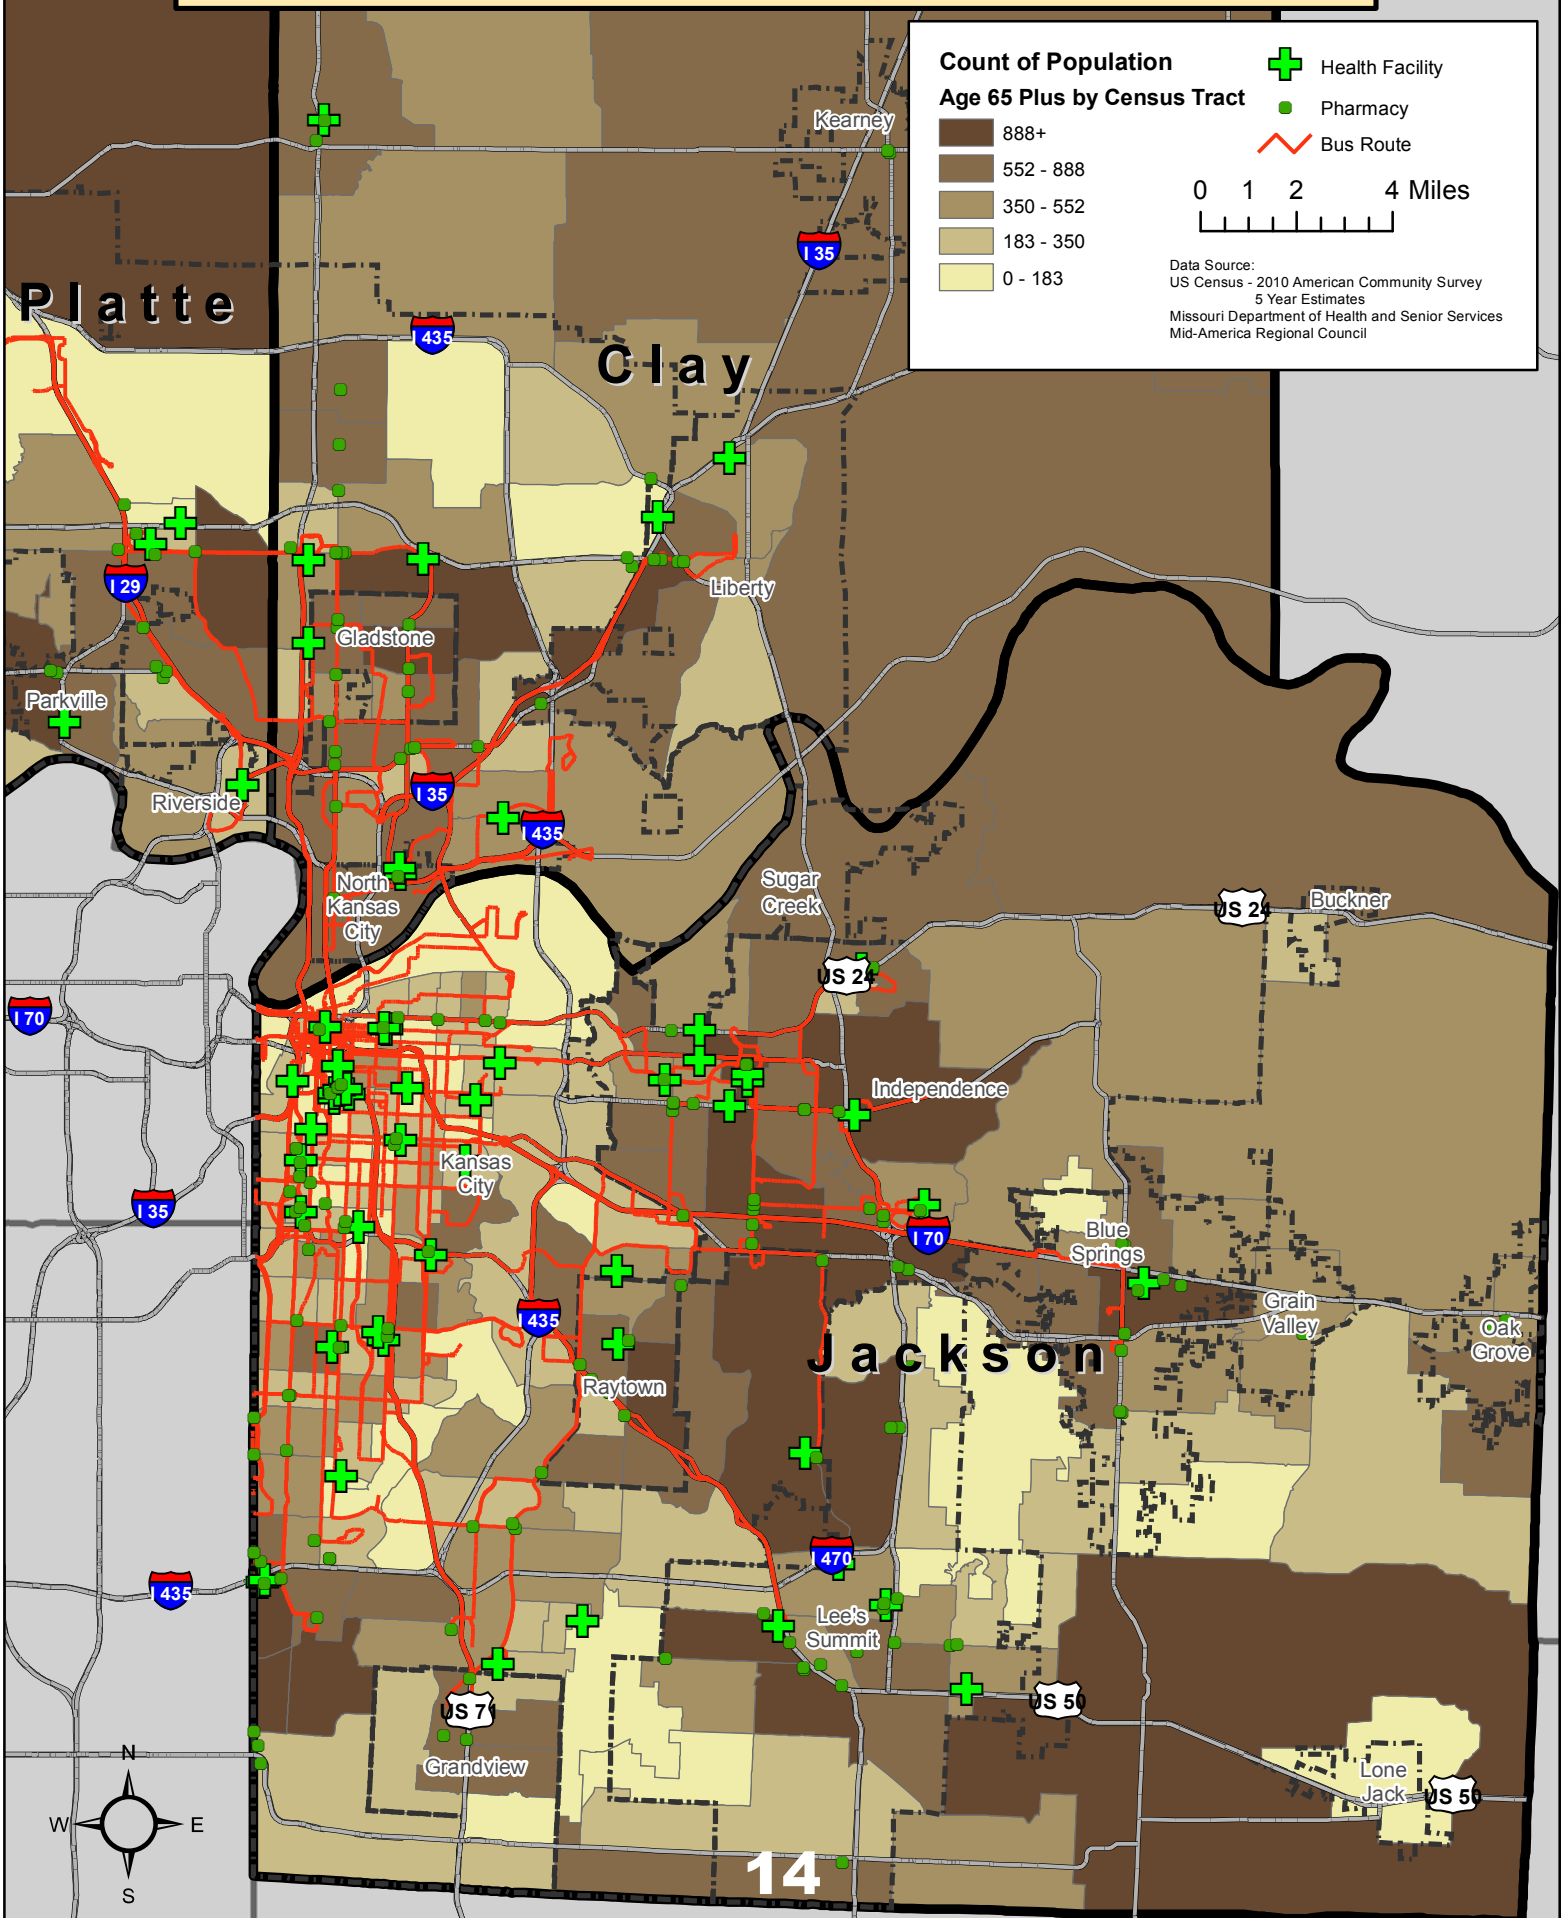 Count of Population
Age 65 Plus by Census Tract
888+
552 - 888
350 - 552
183 - 350
0 - 183
Health Facility
Pharmacy
Bus Route
0 1 2 4 Miles
Data Source:
US Census - 2010 American Community Survey
5 Year Estimates
Missouri Department of Health and Senior Services
Mid-America Regional Council
Kearney
I 35
Platte
I 435
Clay
I 29
Liberty
Gladstone
Parkville
Riverside
I 35
I 435
North
Kansas
City
Sugar
Creek
US 24
Buckner
US 24
I 70
Independence
Kansas
City
I 35
I 70
Blue
Springs
Grain
Valley
Oak
Grove
I 435
Jackson
Raytown
I 470
I 435
Lee's
Summit
US 50
US 71
Grandview
Lone
Jack
US 50
N
W E
S
14